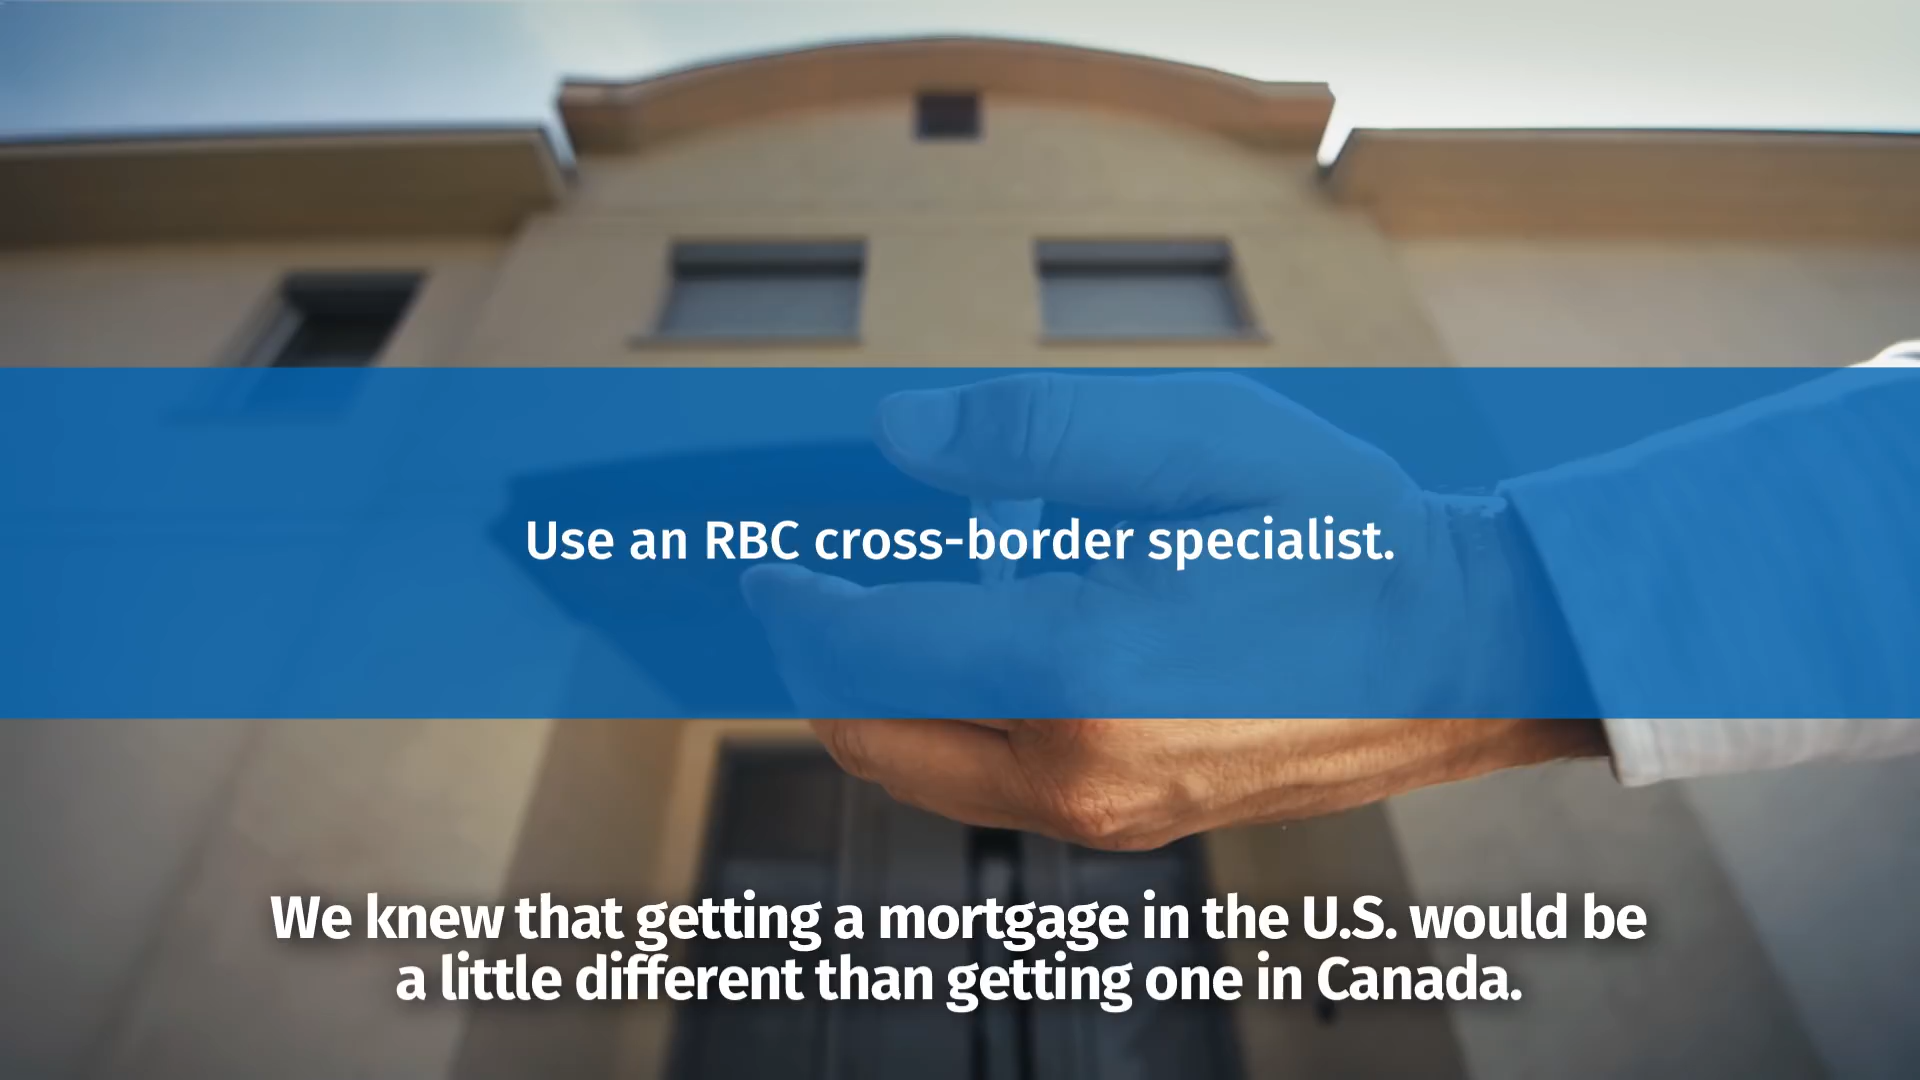 Use an RBC cross-border specialist.
We knew that getting a mortgage in the U.S. would be
a little different than getting one in Canada.